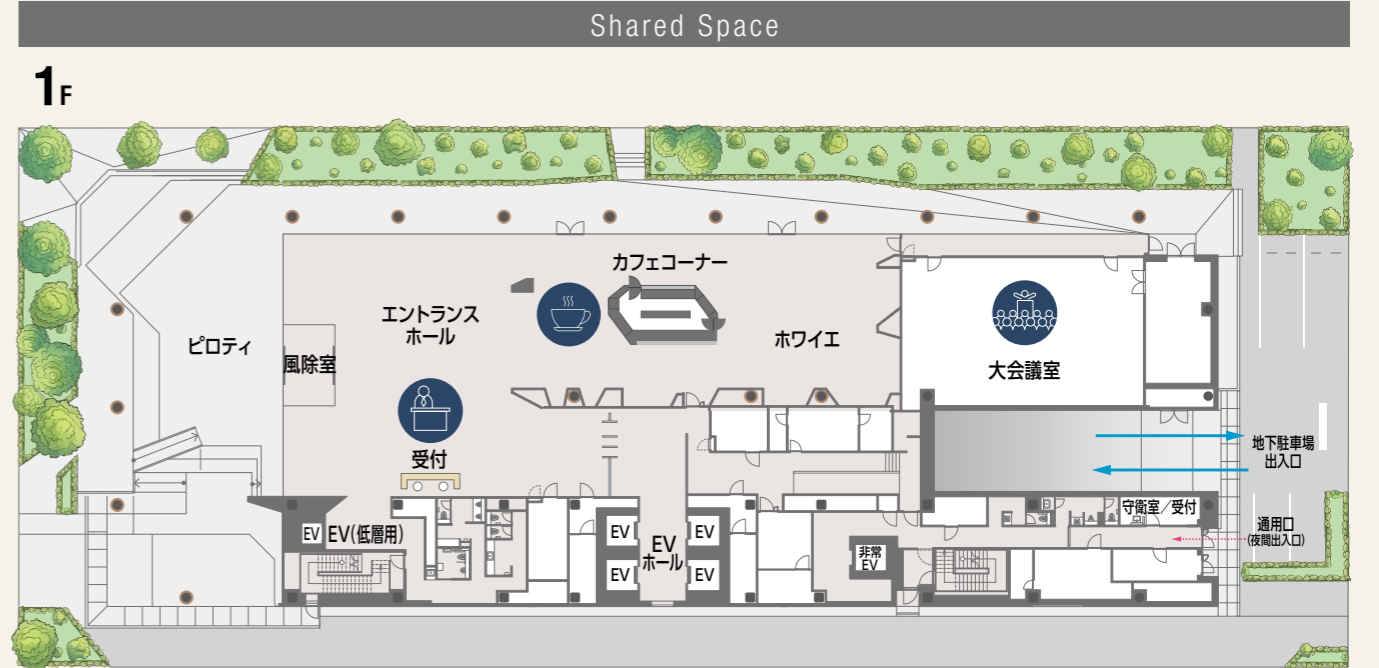 Shared Space
1F
カフェコーナー
エントランス
ホール
ピロティ
風除室
ホワイエ
大会議室
受付
地下駐車場
出入口
守衛室／受付
通用口
(夜間出入口)
EV
EV(低層用)
EV
EV
EV
ホール
EV
EV
非常
EV